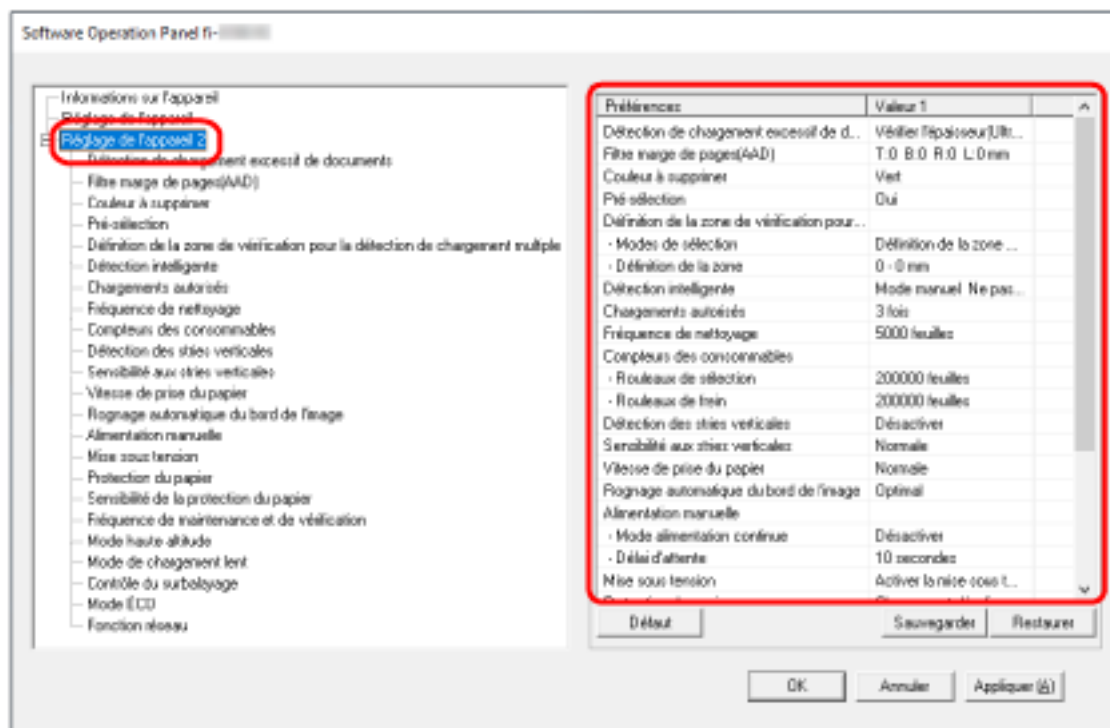 Software Operation Panel fi-
Informations sur l'appareil
Réglage de l'appareil
Réglage de l'appareil 2
Détection de chargement excessif de documents
Filtre marge de pages(AAD)
Couleur à supprimer
Pré-sélection
Définition de la zone de vérification pour la détection de chargement multiple
Détection intelligente
Chargements autorisés
Fréquence de nettoyage
Compteurs des consommables
Détection des stries verticales
Sensibilité aux stries verticales
Vitesse de prise du papier
Rognage automatique du bord de l'image
Alimentation manuelle
Mise sous tension
Protection du papier
Sensibilité de la protection du papier
Fréquence de maintenance et de vérification
Mode haute altitude
Mode de chargement lent
Contrôle du surbalayage
Mode ÉCO
Fonction réseau
Préférences Valeur 1
Détection de chargement excessif de d... Vérifier l'épaisseur(Ultr...
Filtre marge de pages(AAD) T:0 B:0 R:0 L:0 mm
Couleur à supprimer Vert
Pré-sélection Oui
Définition de la zone de vérification pour...
- Modes de sélection Définition de la zone ...
- Définition de la zone 0 - 0 mm
Détection intelligente Mode manuel Ne pas...
Chargements autorisés 3 fois
Fréquence de nettoyage 5000 feuilles
Compteurs des consommables
- Rouleaux de sélection 200000 feuilles
- Rouleaux de frein 200000 feuilles
Détection des stries verticales Désactiver
Sensibilité aux stries verticales Normale
Vitesse de prise du papier Normale
Rognage automatique du bord de l'image Optimal
Alimentation manuelle
- Mode alimentation continue Désactiver
- Délai d'attente 10 secondes
Mise sous tension Activer la mise sous t...
Défaut Sauvegarder Restaurer
OK Annuler Appliquer (A)